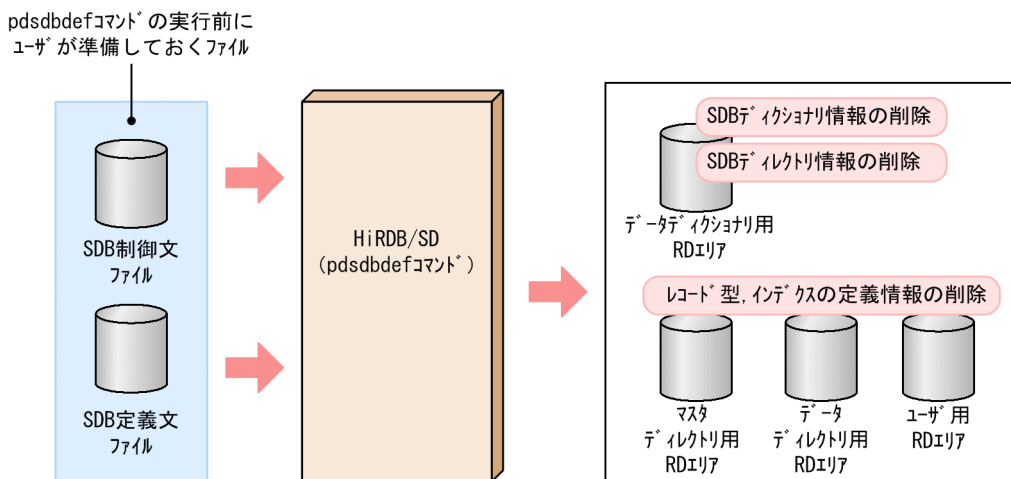 pdsdbdefｺﾏﾝﾄﾞの実行前に
ﾕｰｻﾞが準備しておくﾌｧｲﾙ
SDB制御文
ﾌｧｲﾙ
SDB定義文
ﾌｧｲﾙ
HiRDB/SD
(pdsdbdefｺﾏﾝﾄﾞ)
SDBﾃﾞｨｸｼｮﾅﾘ情報の削除
SDBﾃﾞｨﾚｸﾄﾘ情報の削除
ﾃﾞｰﾀﾃﾞｨｸｼｮﾅﾘ用
RDｴﾘｱ
ﾚｺｰﾄﾞ型,ｲﾝﾃﾞｸｽの定義情報の削除
ﾏｽﾀ
ﾃﾞｨﾚｸﾄﾘ用
RDｴﾘｱ
ﾃﾞｰﾀ
ﾃﾞｨﾚｸﾄﾘ用
RDｴﾘｱ
ﾕｰｻﾞ用
RDｴﾘｱ